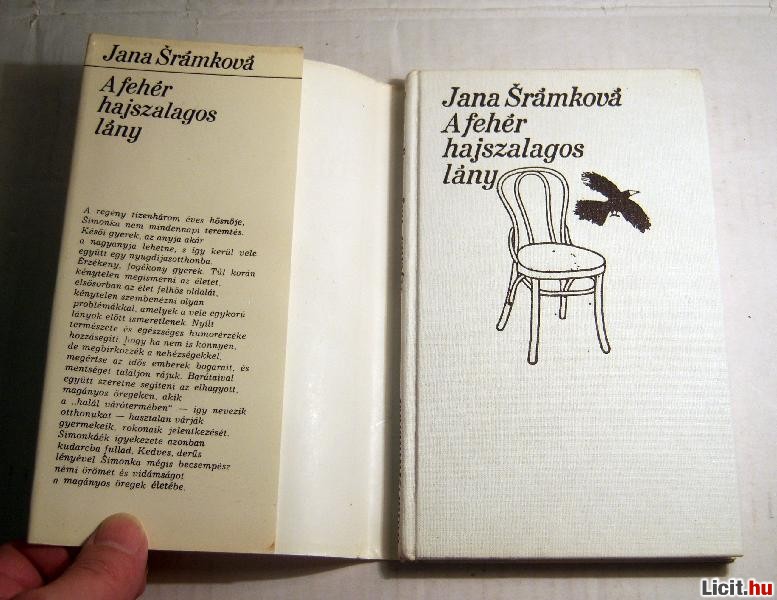 Jana Šrámková
A fehér
hajszalagos
lány
A regény tizenhárom éves hősnője,
Šimonka nem mindennapi teremtés.
Késői gyerek, az anyja akár
a nagyanyja lehetne, s így kerül vele
együtt egy nyugdíjasotthonba.
Érzékeny, fogékony gyerek. Túl korán
kénytelen megismerni az életet,
elsősorban az élet felhős oldalát,
kénytelen szembenézni olyan
problémákkal, amelyek a vele egykorú
lányok előtt ismeretlenek. Nyílt
természete és egészséges humorérzéke
hozzásegíti, hogy ha nem is könnyen,
de megbirkózzék a nehézségekkel,
megértse az idős emberek bogarait, és
mentséget találjon rájuk. Barátaival
együtt szeretne segíteni az elhagyott,
magányos öregeken, akik
a „halál várótermében" — így nevezik
otthonukat — hasztalan várják
gyermekeik, rokonaik jelentkezését.
Šimonkáék igyekezete azonban
kudarcba fullad. Kedves, derűs
lényével Šimonka mégis becsempész
némi örömet és vidámságot
a magányos öregek életébe.
Jana Šrámková
A fehér
hajszalagos
lány
Licit.hu